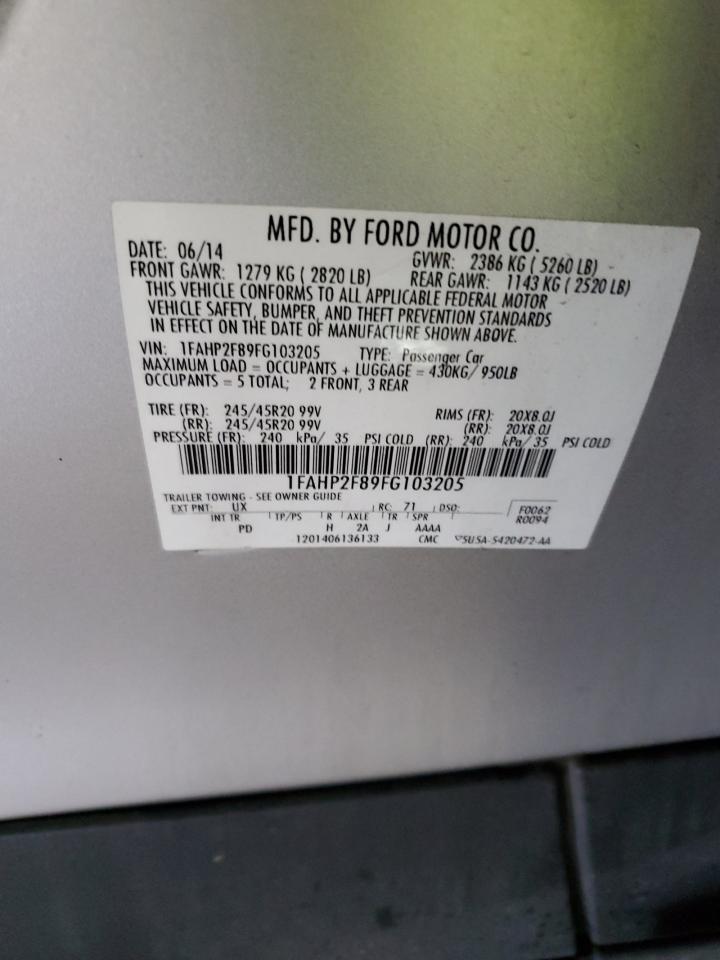 MFD. BY FORD MOTOR CO.
DATE: 06/14 GVWR: 2386 KG ( 5260 LB)
FRONT GAWR: 1279 KG ( 2820 LB) REAR GAWR: 1143 KG ( 2520 LB)
THIS VEHICLE CONFORMS TO ALL APPLICABLE FEDERAL MOTOR
VEHICLE SAFETY, BUMPER, AND THEFT PREVENTION STANDARDS
IN EFFECT ON THE DATE OF MANUFACTURE SHOWN ABOVE.
VIN: 1FAHP2F89FG103205 TYPE: Passenger Car
MAXIMUM LOAD = OCCUPANTS + LUGGAGE = 430KG/ 950LB
OCCUPANTS = 5 TOTAL; 2 FRONT, 3 REAR
TIRE (FR): 245/45R20 99V RIMS (FR): 20X8.0J
(RR): 245/45R20 99V (RR): 20X8.0J
PRESSURE (FR): 240 kPa/ 35 PSI COLD (RR): 240 kPa/ 35 PSI COLD
1FAHP2F89FG103205
TRAILER TOWING - SEE OWNER GUIDE
EXT PNT: UX RC: 71 DSO: F0062
INT TR TP/PS R AXLE TR SPR R0094
PD H 2A J AAAA
1201406136133 CMC 5U5A-5420472-AA